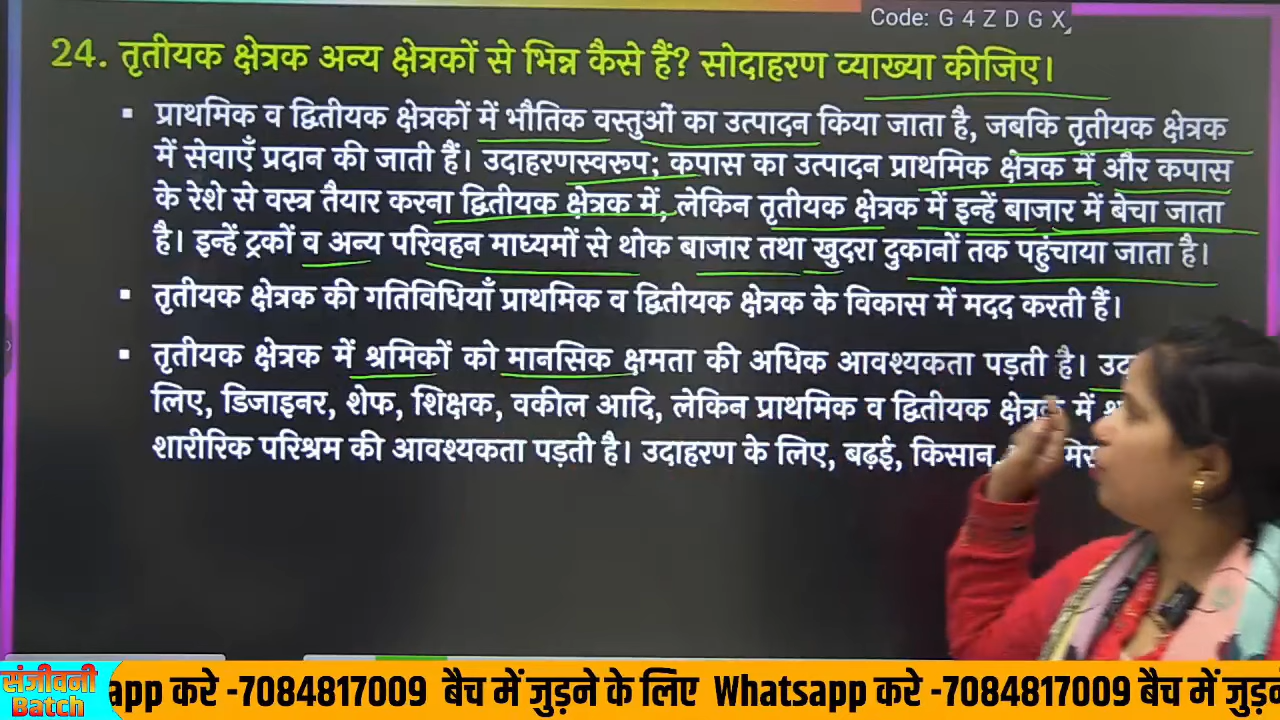 Code: G 4 Z D G X
24. तृतीयक क्षेत्रक अन्य क्षेत्रकों से भिन्न कैसे हैं? सोदाहरण व्याख्या कीजिए।
▪ प्राथमिक व द्वितीयक क्षेत्रकों में भौतिक वस्तुओं का उत्पादन किया जाता है, जबकि तृतीयक क्षेत्रक
में सेवाएँ प्रदान की जाती हैं। उदाहरणस्वरूप; कपास का उत्पादन प्राथमिक क्षेत्रक में और कपास
के रेशे से वस्त्र तैयार करना द्वितीयक क्षेत्रक में, लेकिन तृतीयक क्षेत्रक में इन्हें बाजार में बेचा जाता
है। इन्हें ट्रकों व अन्य परिवहन माध्यमों से थोक बाजार तथा खुदरा दुकानों तक पहुंचाया जाता है।
▪ तृतीयक क्षेत्रक की गतिविधियाँ प्राथमिक व द्वितीयक क्षेत्रक के विकास में मदद करती हैं।
▪ तृतीयक क्षेत्रक में श्रमिकों को मानसिक क्षमता की अधिक आवश्यकता पड़ती है।
लिए, डिजाइनर, शेफ, शिक्षक, वकील आदि, लेकिन प्राथमिक व द्वितीयक क्षेत्रक में
शारीरिक परिश्रम की आवश्यकता पड़ती है। उदाहरण के लिए, बढ़ई, किसान,
संजीवनी
Batch
app करे -7084817009 बैच में जुड़ने के लिए Whatsapp करे -7084817009 बैच में